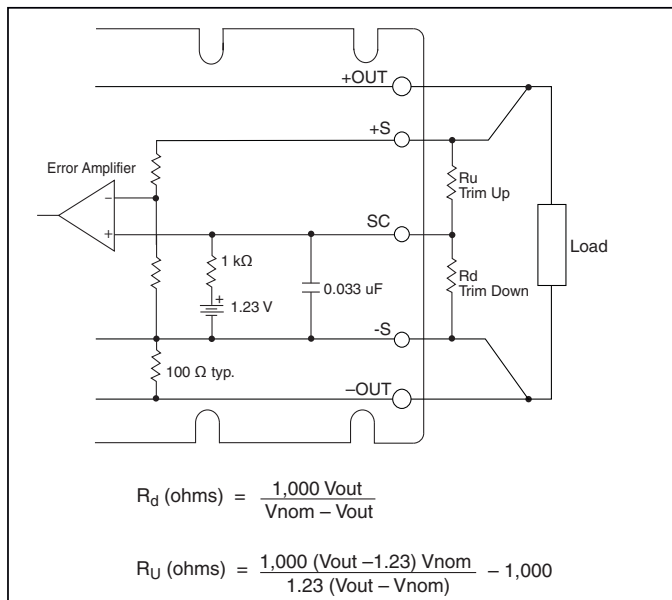 +OUT
+S
Error Amplifier
−
+
Ru
Trim Up
SC
1 kΩ
+
1.23 V
0.033 uF
Rd
Trim Down
Load
-S
100 Ω typ.
–OUT
Rd (ohms) = 1,000 Vout / Vnom – Vout
RU (ohms) = 1,000 (Vout –1.23) Vnom / 1.23 (Vout – Vnom) – 1,000